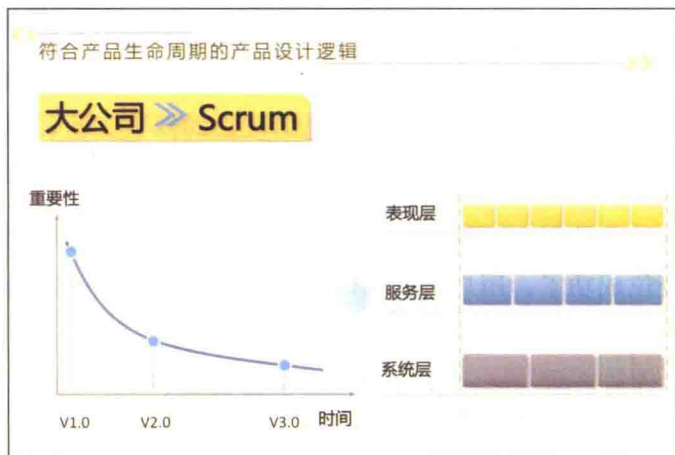 符合产品生命周期的产品设计逻辑
大公司 >> Scrum
重要性
表现层
服务层
系统层
V1.0
V2.0
V3.0
时间